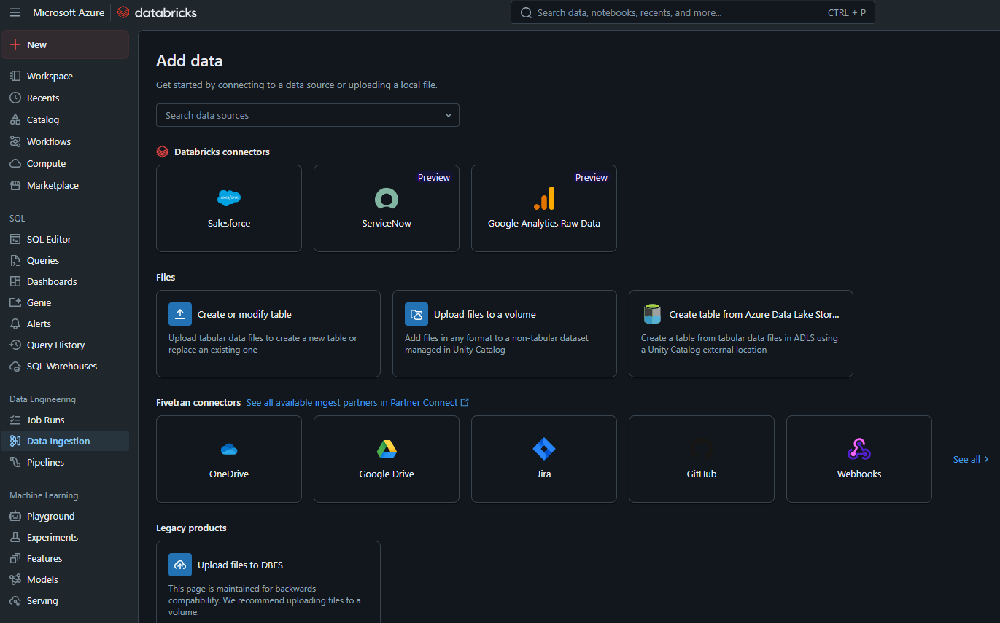 Microsoft Azure
databricks
Search data, notebooks, recents, and more...
CTRL + P
New
Workspace
Recents
Catalog
Workflows
Compute
Marketplace
SQL
SQL Editor
Queries
Dashboards
Genie
Alerts
Query History
SQL Warehouses
Data Engineering
Job Runs
Data Ingestion
Pipelines
Machine Learning
Playground
Experiments
Features
Models
Serving
Add data
Get started by connecting to a data source or uploading a local file.
Search data sources
Databricks connectors
salesforce
Salesforce
Preview
ServiceNow
Preview
Google Analytics Raw Data
Files
Create or modify table
Upload tabular data files to create a new table or
replace an existing one
Upload files to a volume
Add files in any format to a non-tabular dataset
managed in Unity Catalog
Create table from Azure Data Lake Stor...
Create a table from tabular data files in ADLS using
a Unity Catalog external location
Fivetran connectors See all available ingest partners in Partner Connect
OneDrive
Google Drive
Jira
GitHub
Webhooks
See all
Legacy products
Upload files to DBFS
This page is maintained for backwards
compatibility. We recommend uploading files to a
volume.